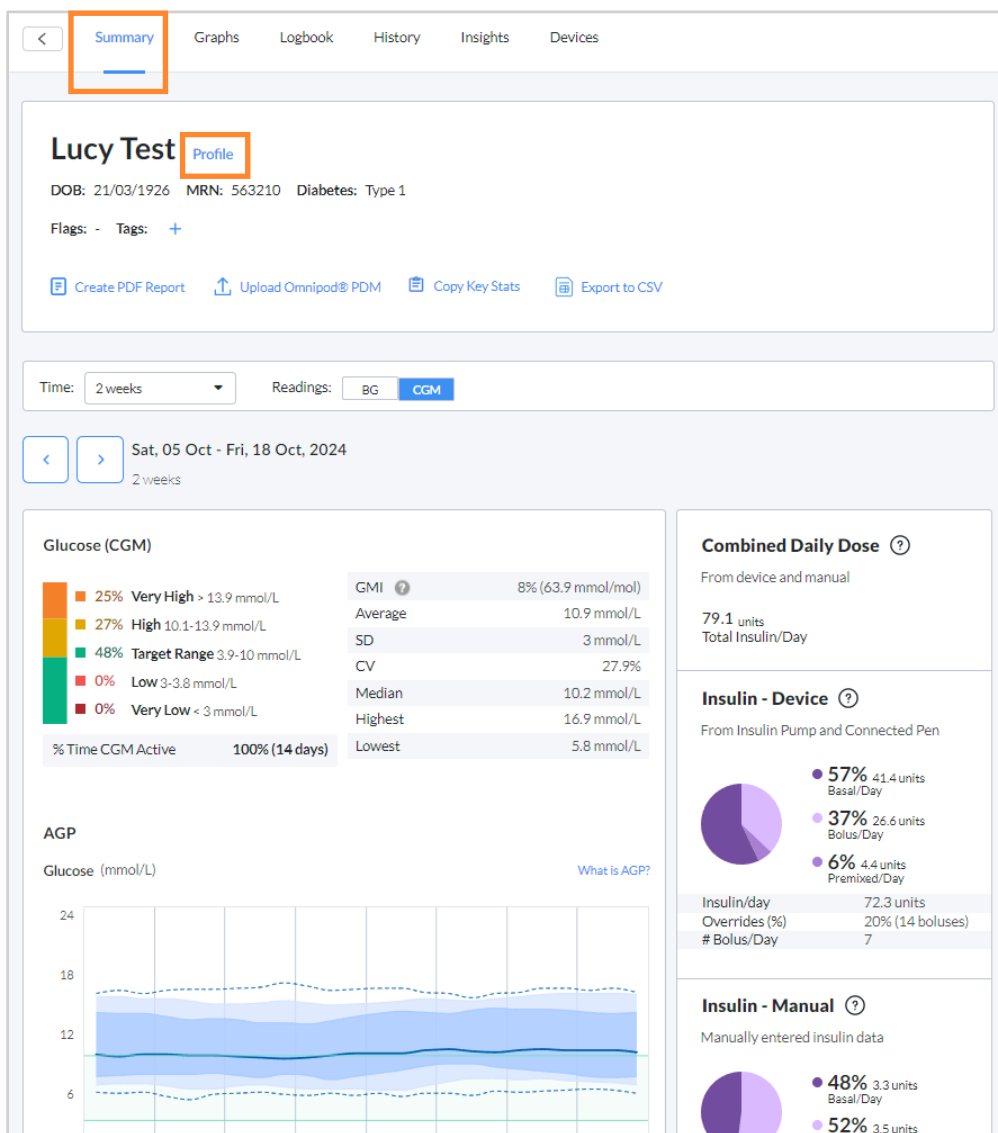 Summary Graphs Logbook History Insights Devices
Lucy Test Profile
DOB: 21/03/1926 MRN: 563210 Diabetes: Type 1
Flags: - Tags: +
Create PDF Report Upload Omnipod® PDM Copy Key Stats Export to CSV
Time: 2 weeks Readings: BG CGM
Sat, 05 Oct - Fri, 18 Oct, 2024
2 weeks
Glucose (CGM)
25% Very High > 13.9 mmol/L
27% High 10.1-13.9 mmol/L
48% Target Range 3.9-10 mmol/L
0% Low 3-3.8 mmol/L
0% Very Low < 3 mmol/L
% Time CGM Active 100% (14 days)
GMI ? 8% (63.9 mmol/mol)
Average 10.9 mmol/L
SD 3 mmol/L
CV 27.9%
Median 10.2 mmol/L
Highest 16.9 mmol/L
Lowest 5.8 mmol/L
AGP
Glucose (mmol/L) What is AGP?
24
18
12
6
Combined Daily Dose ?
From device and manual
79.1 units
Total Insulin/Day
Insulin - Device ?
From Insulin Pump and Connected Pen
57% 41.4 units
Basal/Day
37% 26.6 units
Bolus/Day
6% 4.4 units
Premixed/Day
Insulin/day 72.3 units
Overrides (%) 20% (14 boluses)
# Bolus/Day 7
Insulin - Manual ?
Manually entered insulin data
48% 3.3 units
Basal/Day
52% 3.5 units